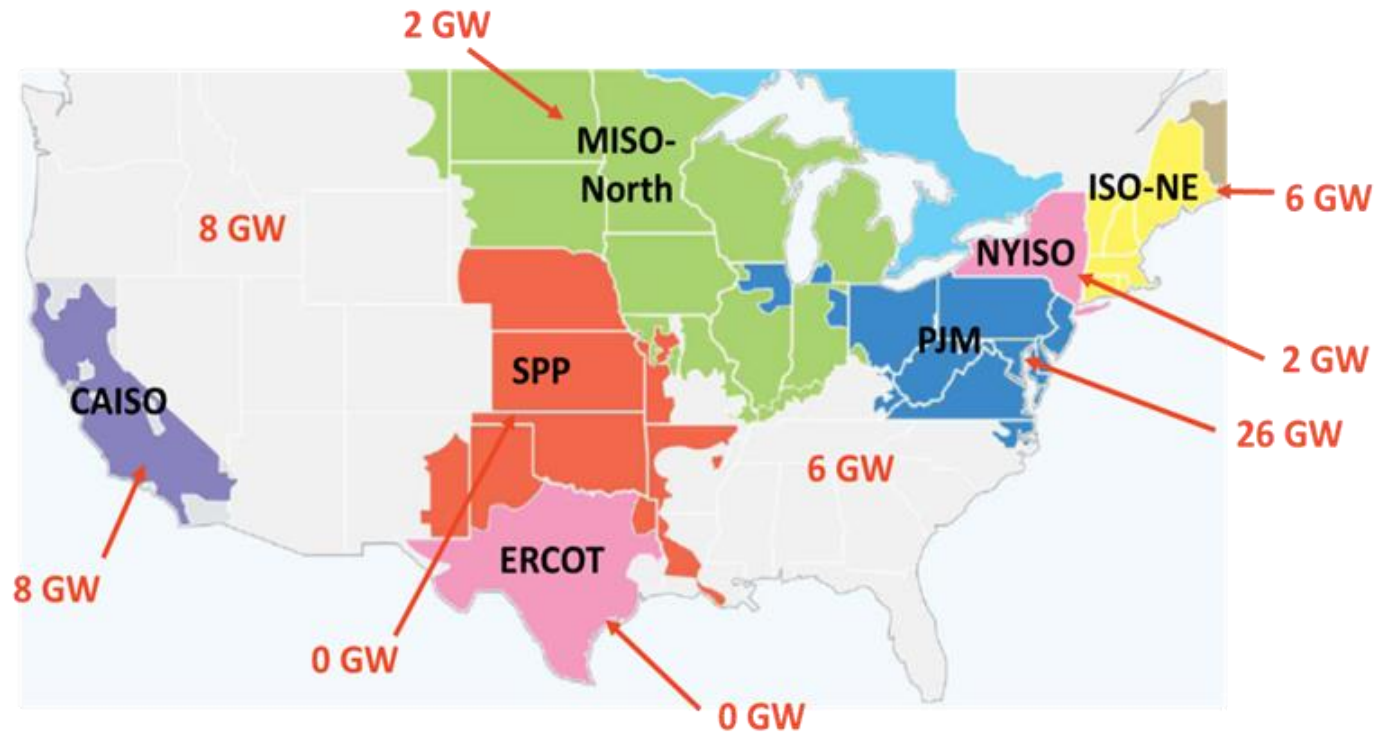 2 GW
MISO-
North
ISO-NE
6 GW
8 GW
NYISO
PJM
2 GW
SPP
CAISO
26 GW
6 GW
ERCOT
8 GW
0 GW
0 GW